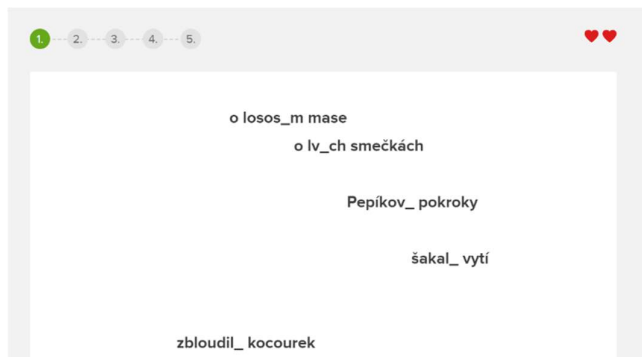 1. 2. 3. 4. 5.
o losos_m mase
o lv_ch smečkách
Pepíkov_ pokroky
šakal_ vytí
zbloudil_ kocourek